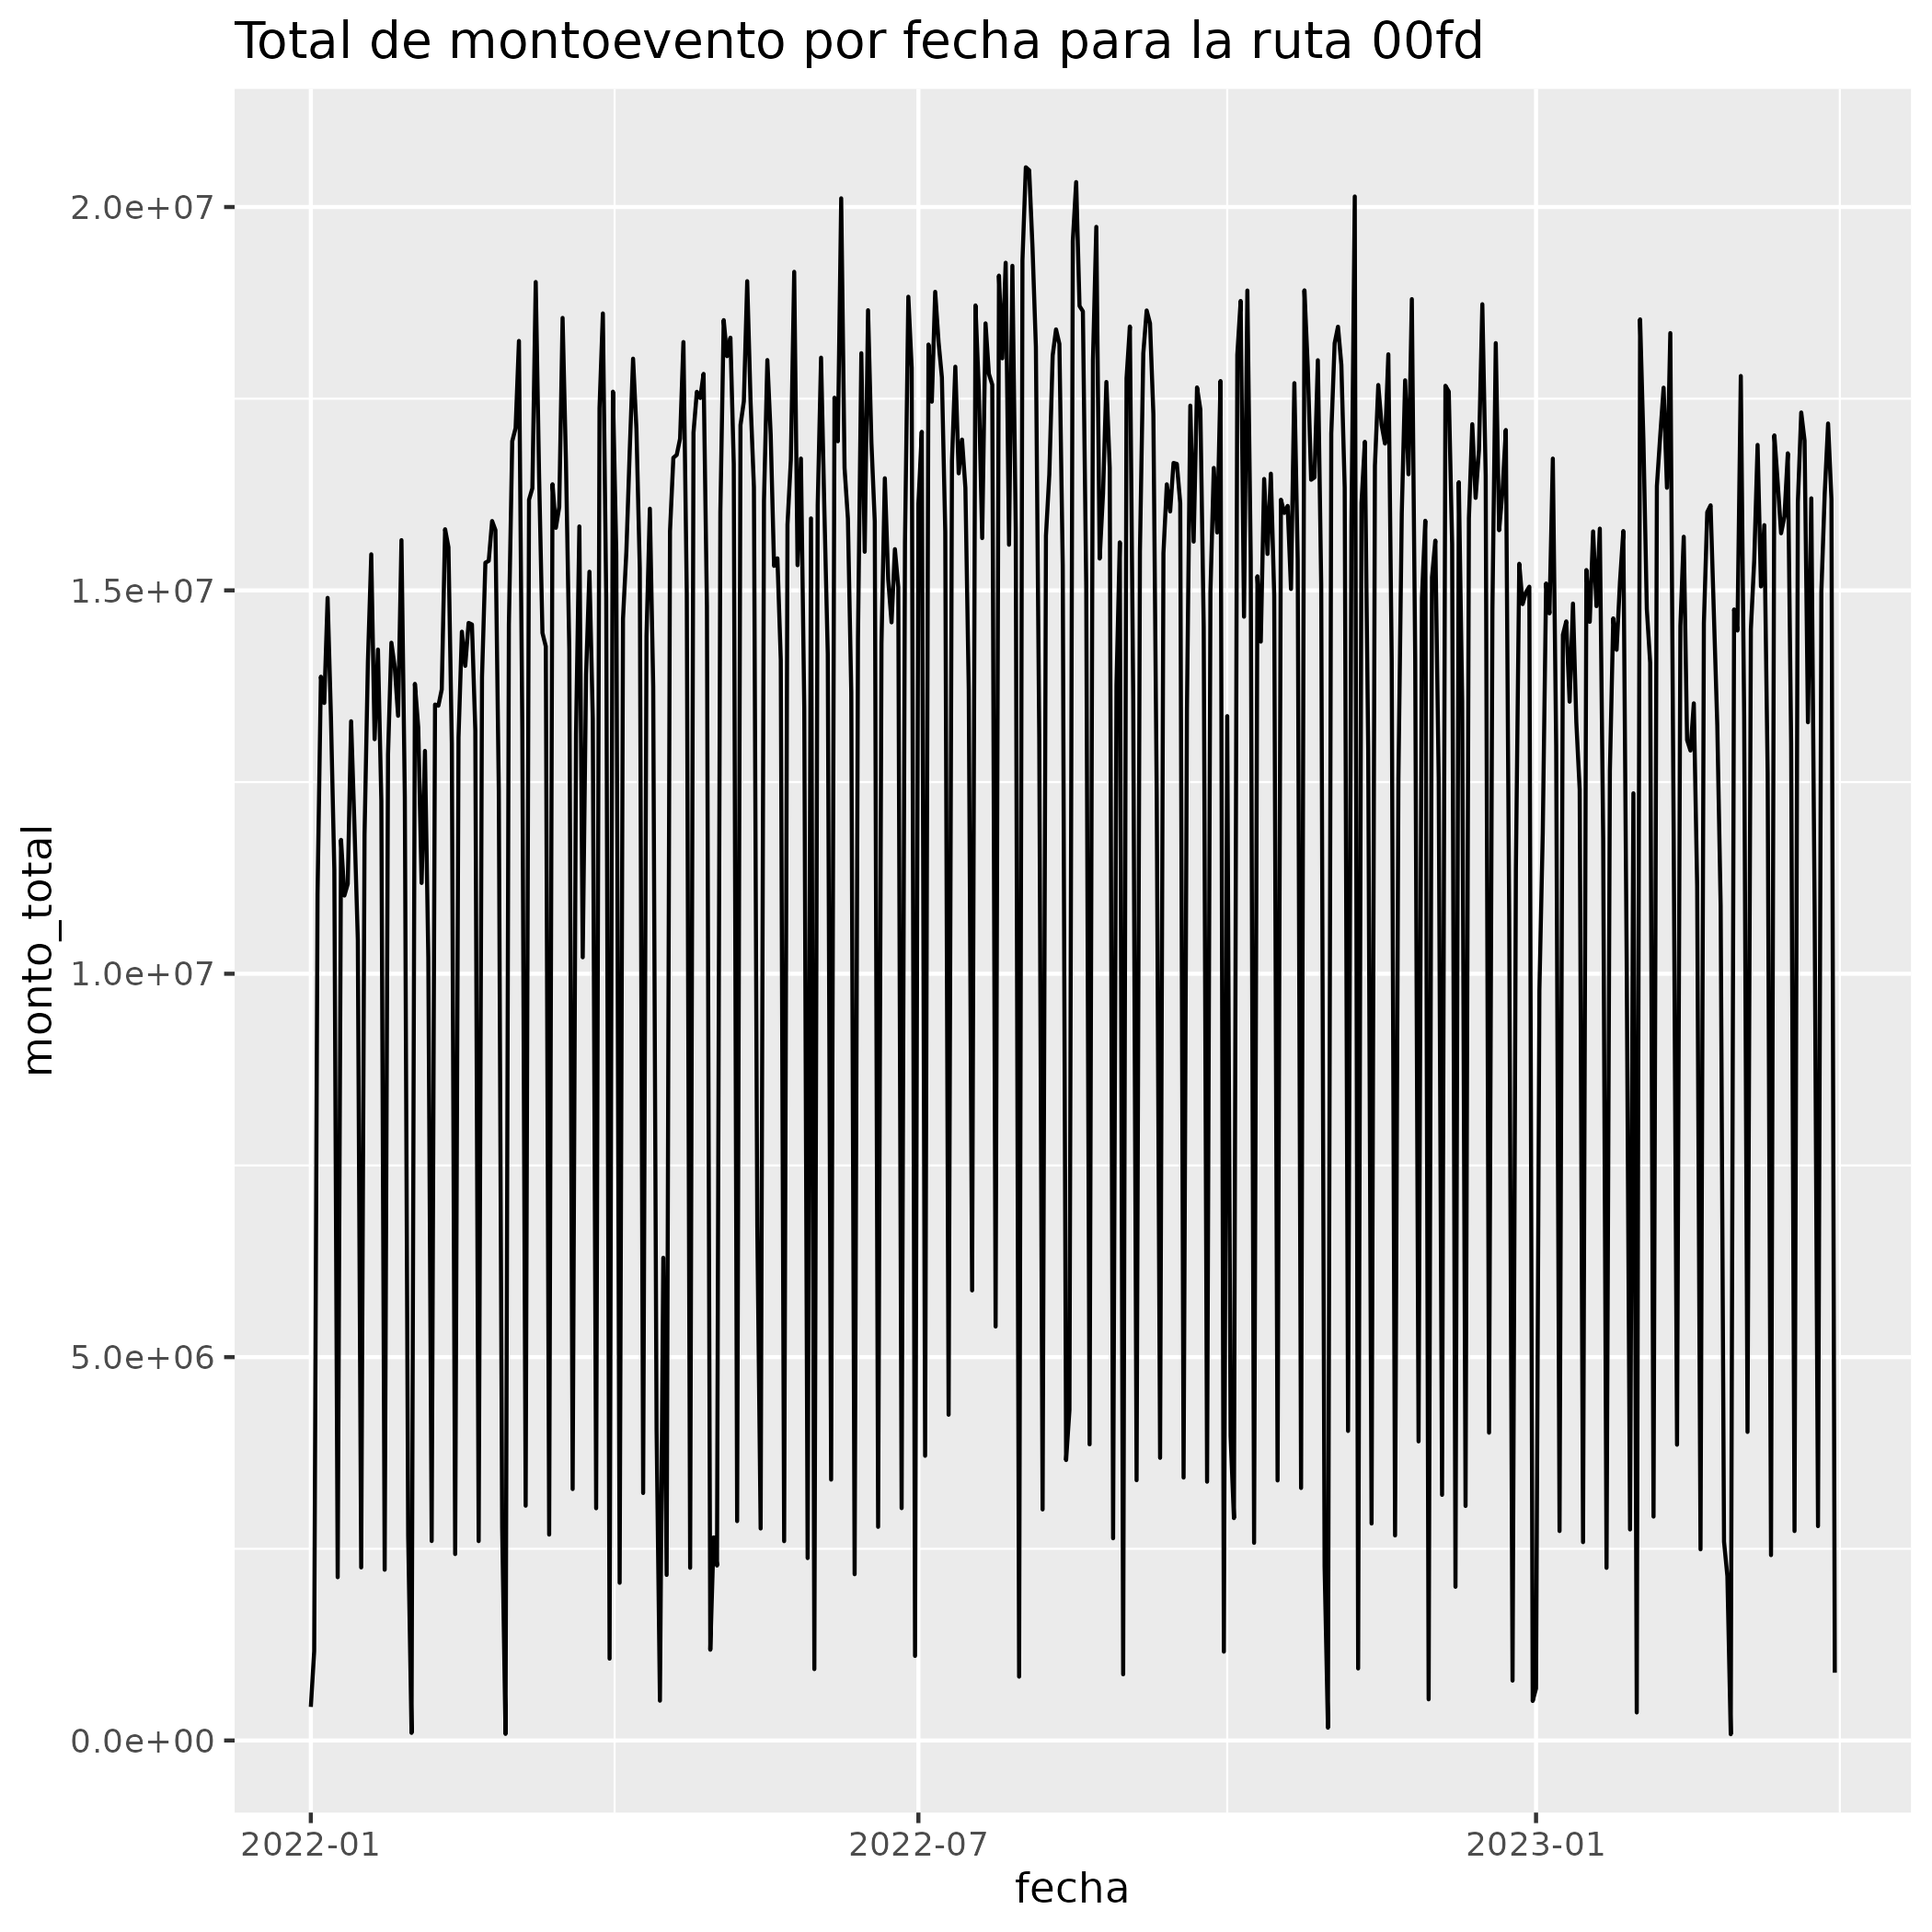 Total de montoevento por fecha para la ruta 00fd
2.0e+07
1.5e+07
1.0e+07
5.0e+06
0.0e+00
monto_total
2022-01
2022-07
2023-01
fecha